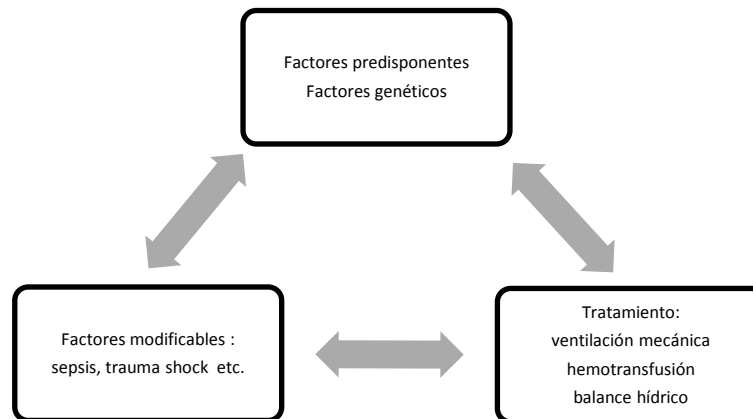 Factores predisponentes
Factores genéticos
Factores modificables :
sepsis, trauma shock etc.
Tratamiento:
ventilación mecánica
hemotransfusión
balance hídrico